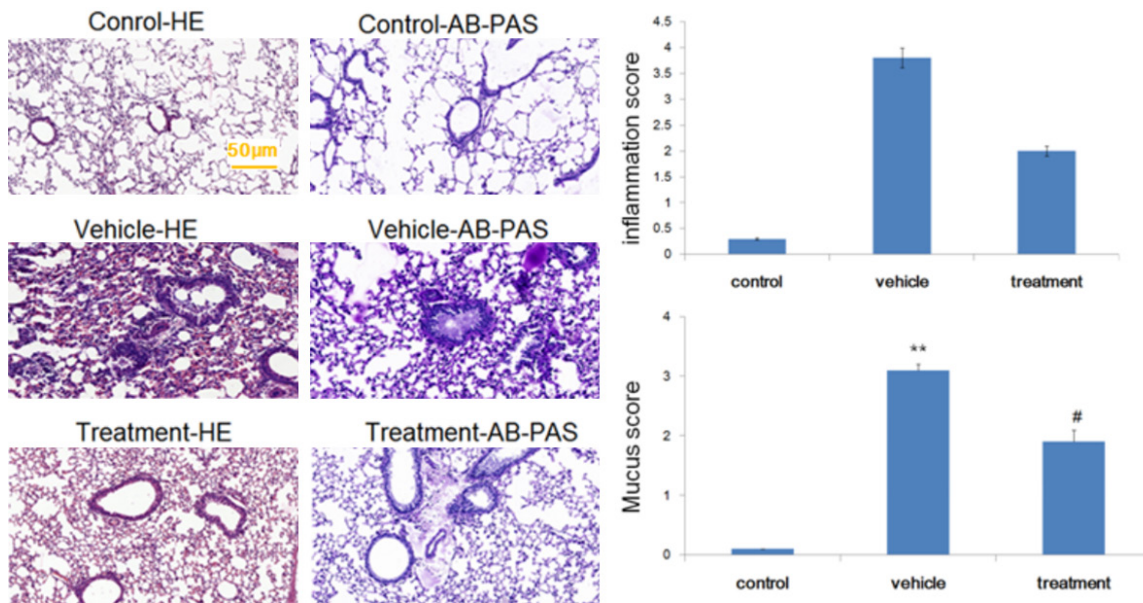 Conrol-HE
Control-AB-PAS
50μm
Vehicle-HE
Vehicle-AB-PAS
Treatment-HE
Treatment-AB-PAS
inflammation score
4.5
4
3.5
3
2.5
2
1.5
1
0.5
0
control
vehicle
treatment
Mucus score
4
3
2
1
0
**
#
control
vehicle
treatment